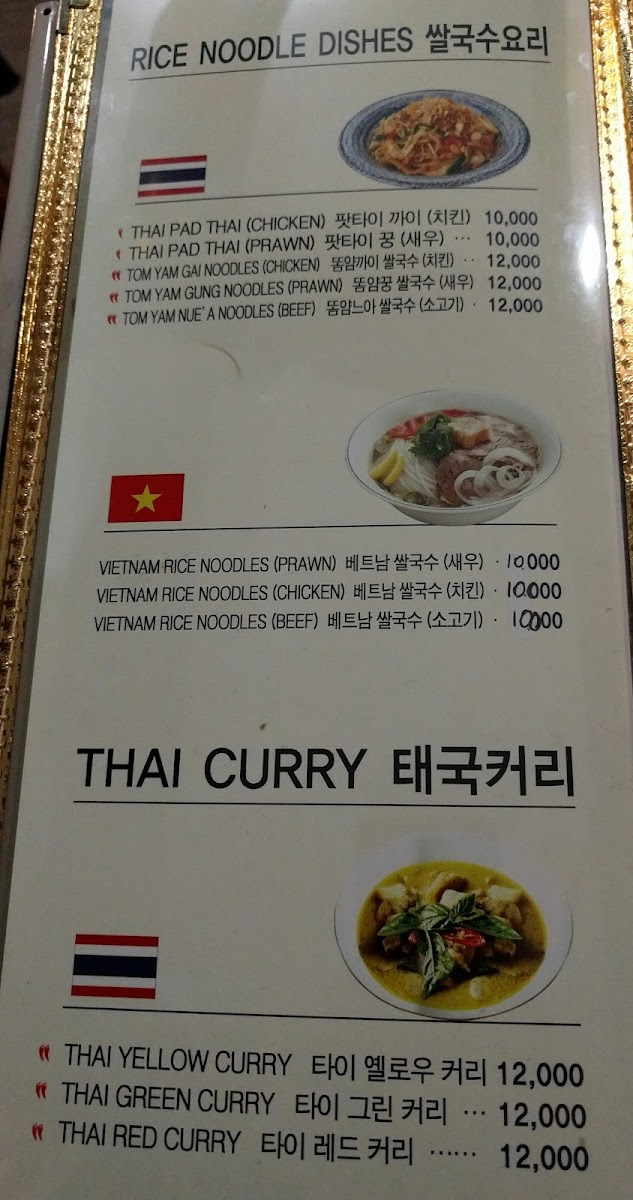 RICE NOODLE DISHES 쌀국수요리
THAI PAD THAI (CHICKEN) 팟타이 까이 (치킨) 10,000
THAI PAD THAI (PRAWN) 팟타이 꿍 (새우) ··· 10,000
TOM YAM GAI NOODLES (CHICKEN) 똠얌까이 쌀국수 (치킨) ·· 12,000
TOM YAM GUNG NOODLES (PRAWN) 똠얌꿍 쌀국수 (새우) 12,000
TOM YAM NUE'A NOODLES (BEEF) 똠얌느아 쌀국수 (소고기) · 12,000
VIETNAM RICE NOODLES (PRAWN) 베트남 쌀국수 (새우) · 10,000
VIETNAM RICE NOODLES (CHICKEN) 베트남 쌀국수 (치킨) · 10,000
VIETNAM RICE NOODLES (BEEF) 베트남 쌀국수 (소고기) · 10,000
THAI CURRY 태국커리
THAI YELLOW CURRY 타이 옐로우 커리 12,000
THAI GREEN CURRY 타이 그린 커리 ··· 12,000
THAI RED CURRY 타이 레드 커리 ······ 12,000